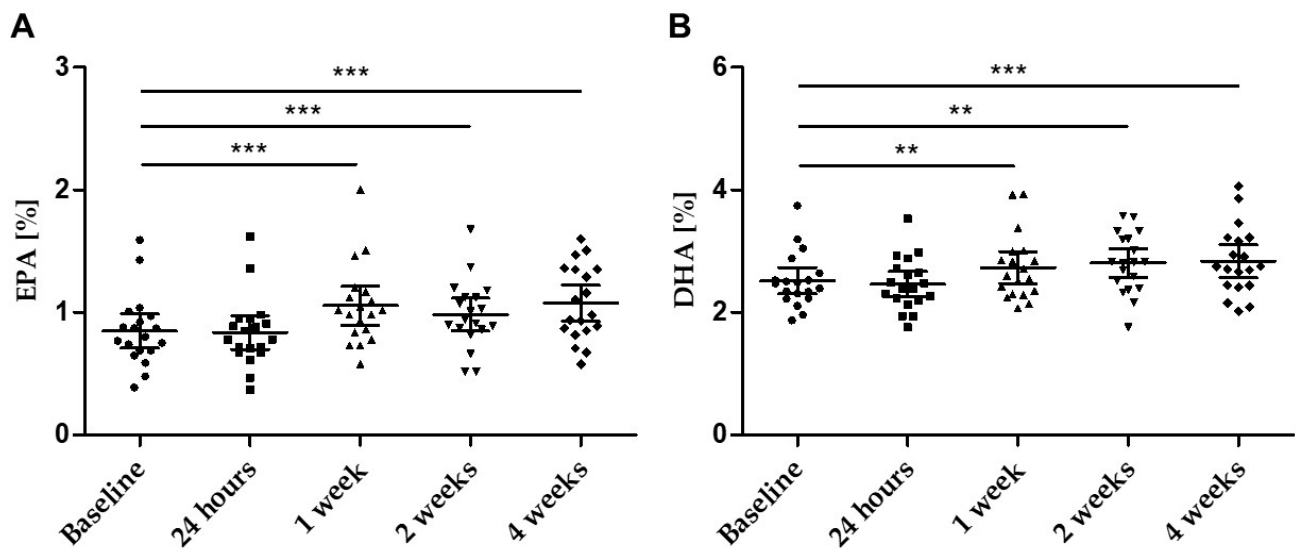 A
EPA [%]
3
2
1
0
***
***
***
Baseline
24 hours
1 week
2 weeks
4 weeks
B
DHA [%]
6
4
2
0
***
**
**
Baseline
24 hours
1 week
2 weeks
4 weeks